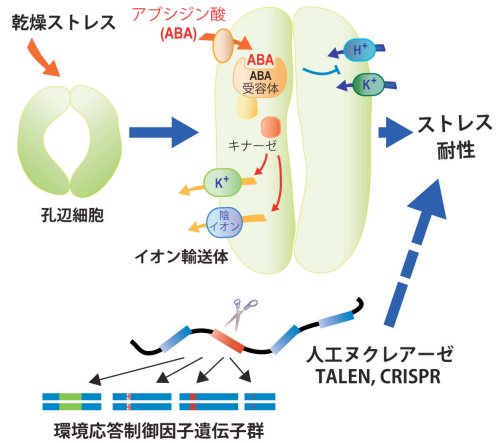 乾燥ストレス
アブシジン酸
(ABA)
ABA
ABA
受容体
H+
K+
キナーゼ
K+
陰
イオン
イオン輸送体
孔辺細胞
ストレス
耐性
人工ヌクレアーゼ
TALEN, CRISPR
環境応答制御因子遺伝子群